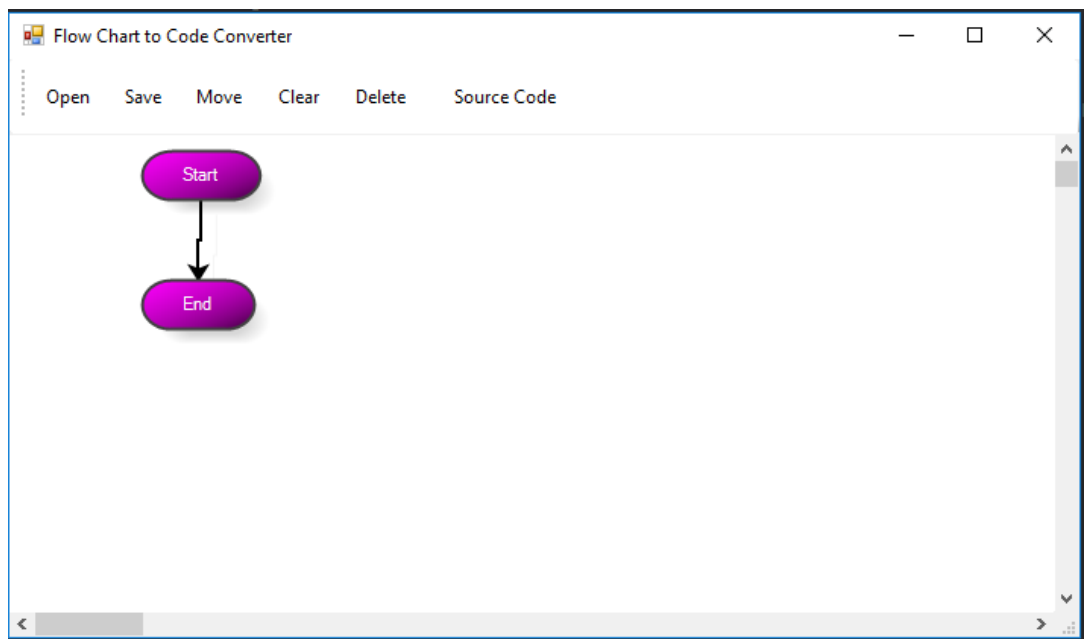 Flow Chart to Code Converter
Open Save Move Clear Delete Source Code
Start
End